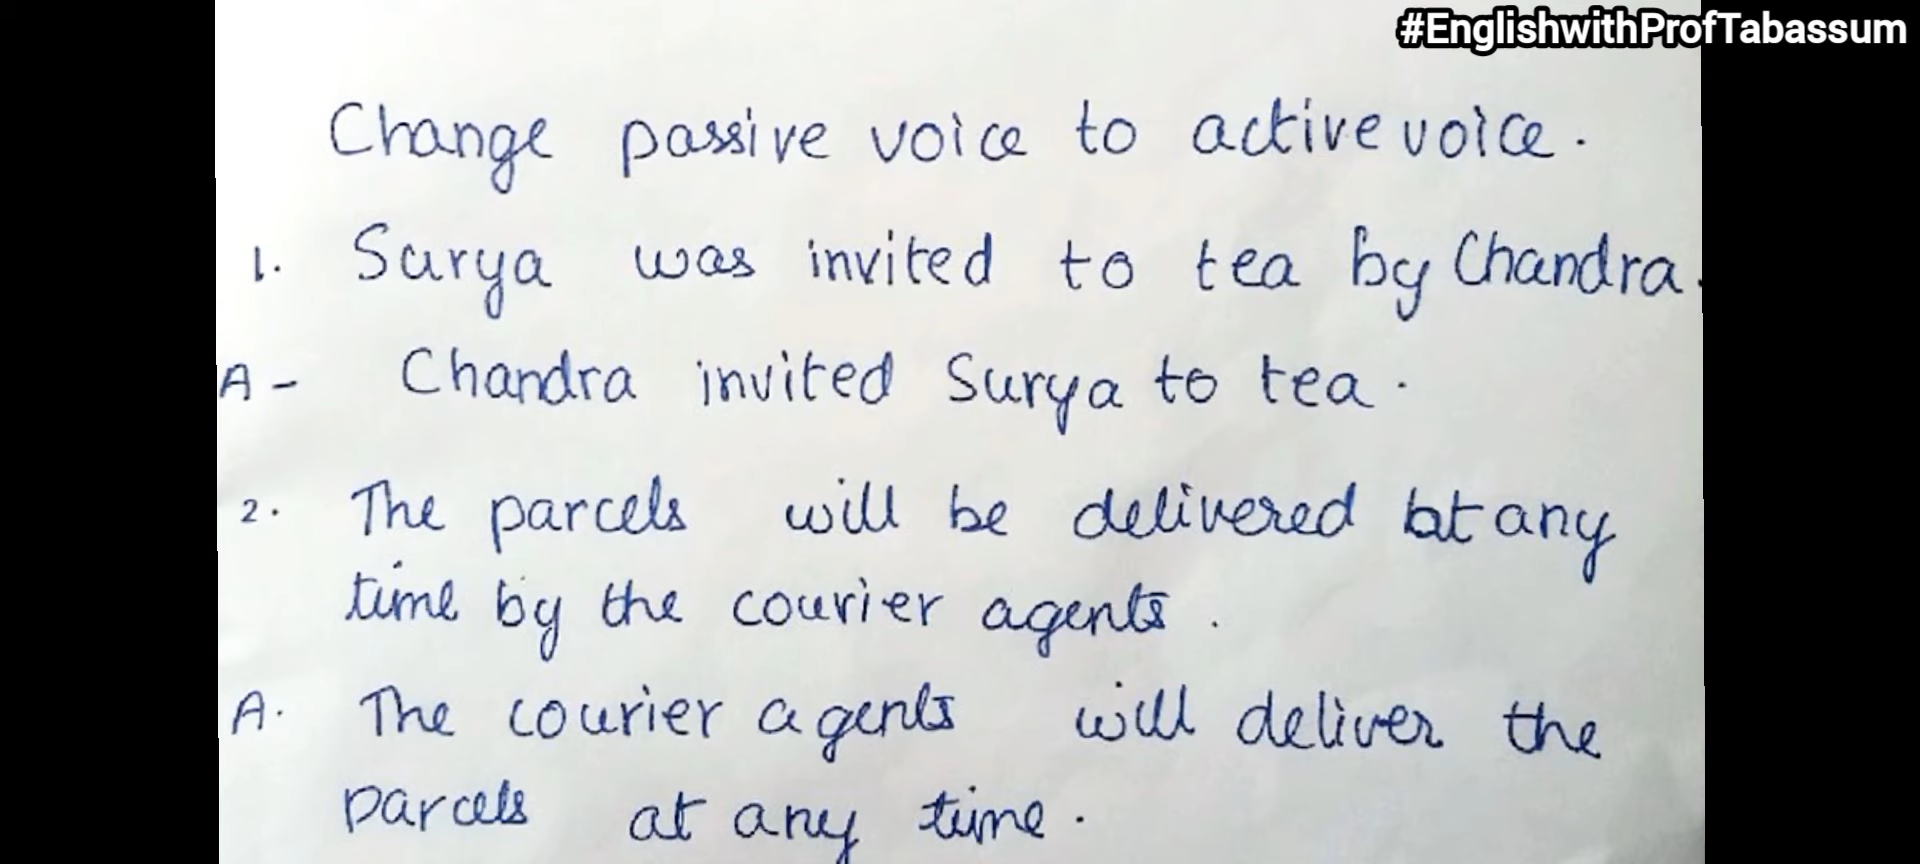 #EnglishwithProfTabassum
Change passive voice to active voice.
1. Surya was invited to tea by Chandra.
A - Chandra invited Surya to tea.
2. The parcels will be delivered at any
time by the courier agents.
A. The courier agents will deliver the
parcels at any time.